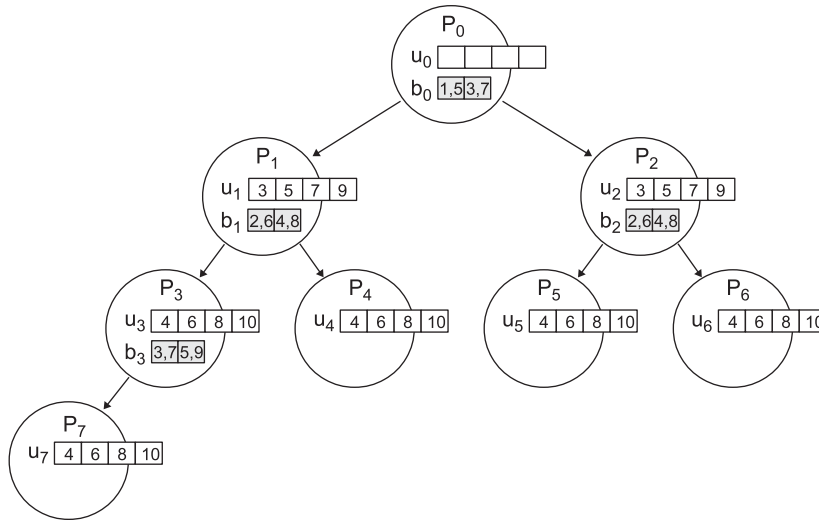 P0
u0
b0 1,5 3,7
P1
u1 3 5 7 9
b1 2,6 4,8
P2
u2 3 5 7 9
b2 2,6 4,8
P3
u3 4 6 8 10
b3 3,7 5,9
P4
u4 4 6 8 10
P5
u5 4 6 8 10
P6
u6 4 6 8 10
P7
u7 4 6 8 10